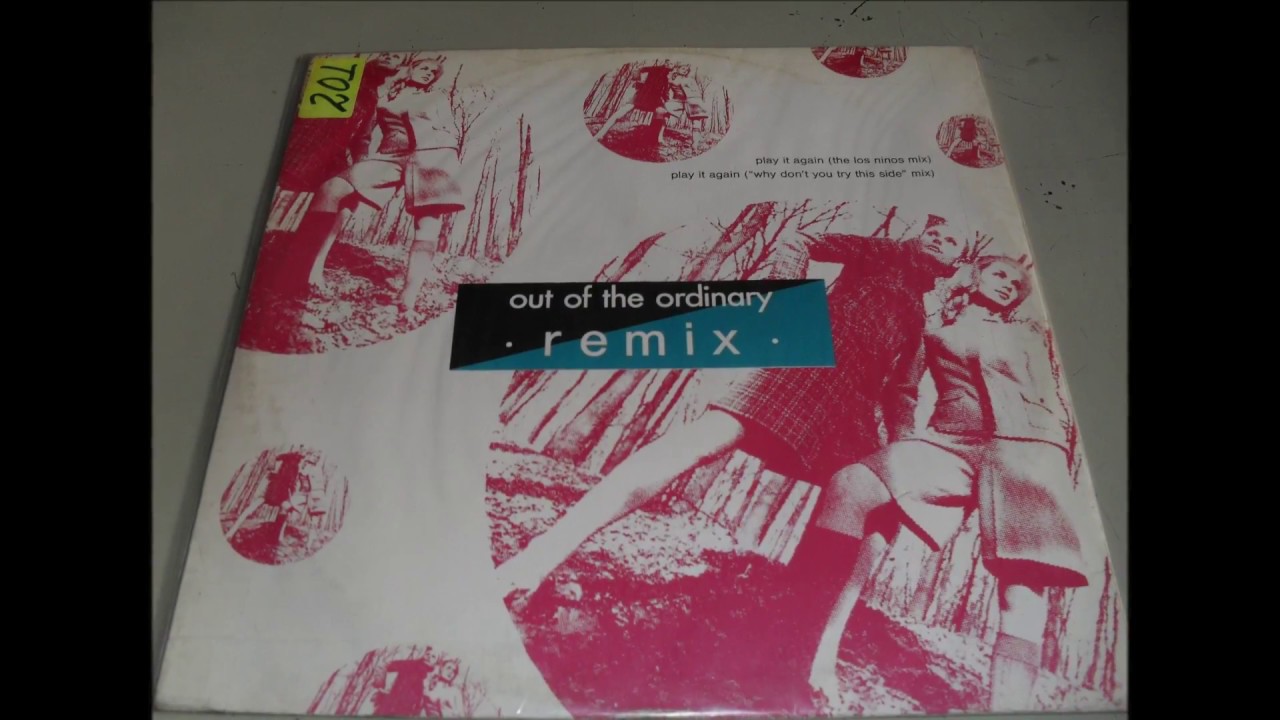 20T
play it again (the los ninos mix)
play it again ("why don't you try this side" mix)
out of the ordinary
· remix ·